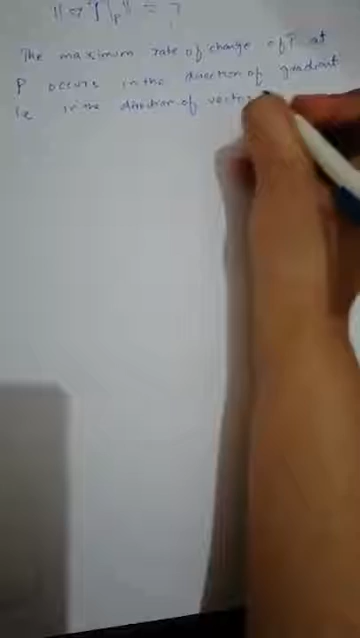 ‖∇f|p‖ = 7
The maximum rate of change of f at
P occurs in the direction of gradient
ie in the direction of vector